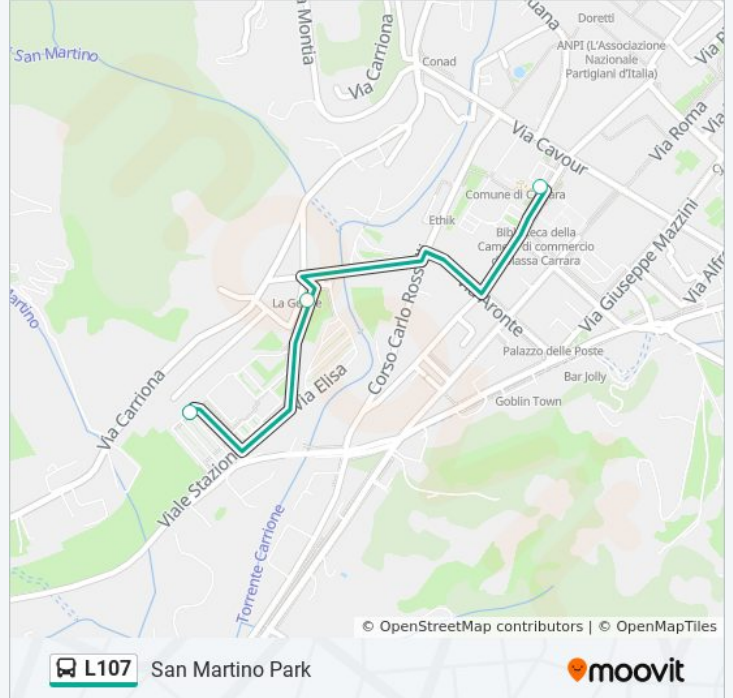 uana
Doretti
a Montia
Via Carriona
ANPI (L'Associazione
Nazionale
Partigiani d'Italia)
San Martino
Conad
Via Roma
Via Cavour
Comune di Carrara
Ethik
Biblioteca della
Camera di commercio
di Massa Carrara
Via Giuseppe Mazzini
Via Alfr
Martino
Corso Carlo Ross
Via Aronte
Palazzo delle Poste
Bar Jolly
Goblin Town
Via Elisa
Via Carriona
Viale Stazione
Torrente Carrione
© OpenStreetMap contributors | © OpenMapTiles
L107 San Martino Park
moovit